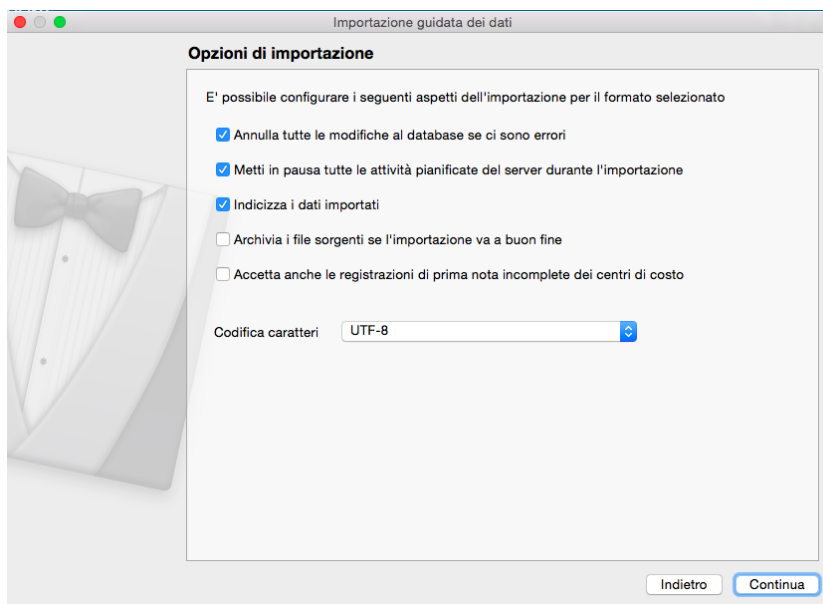 Importazione guidata dei dati
Opzioni di importazione
E' possibile configurare i seguenti aspetti dell'importazione per il formato selezionato
Annulla tutte le modifiche al database se ci sono errori
Metti in pausa tutte le attività pianificate del server durante l'importazione
Indicizza i dati importati
Archivia i file sorgenti se l'importazione va a buon fine
Accetta anche le registrazioni di prima nota incomplete dei centri di costo
Codifica caratteri UTF-8
Indietro Continua